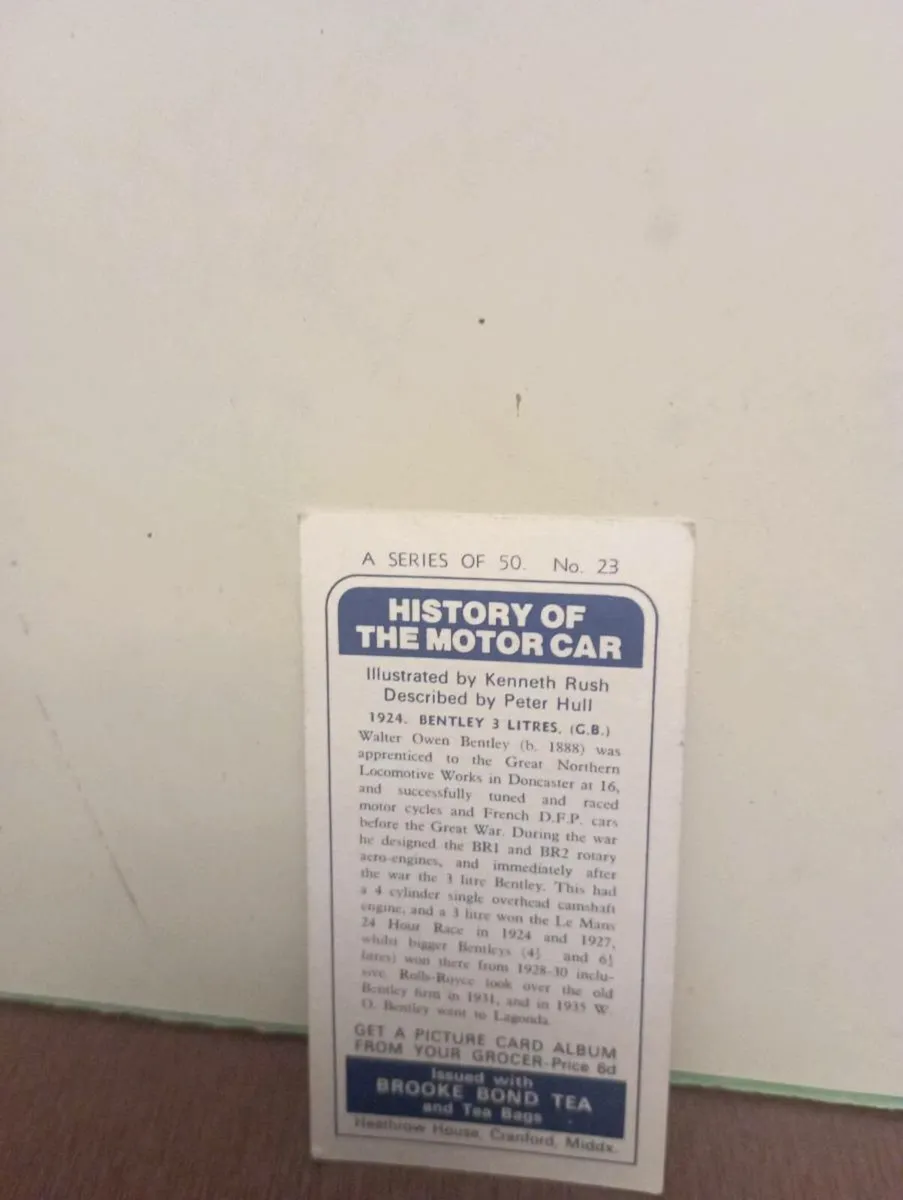 A SERIES OF 50. No. 23
HISTORY OF
THE MOTOR CAR
Illustrated by Kenneth Rush
Described by Peter Hull
1924. BENTLEY 3 LITRES, (G.B.)
Walter Owen Bentley (b. 1888) was
apprenticed to the Great Northern
Locomotive Works in Doncaster at 16,
and successfully tuned and raced
motor cycles and French D.F.P. cars
before the Great War. During the war
he designed the BR1 and BR2 rotary
aero-engines, and immediately after
the war the 3 litre Bentley. This had
a 4 cylinder single overhead camshaft
engine, and a 3 litre won the Le Mans
24 Hour Race in 1924 and 1927,
whilst bigger Bentleys (4½ and 6½
litres) won there from 1928-30 inclu-
sive. Rolls-Royce took over the old
Bentley firm in 1931, and in 1935 W.
O. Bentley went to Lagonda.
GET A PICTURE CARD ALBUM
FROM YOUR GROCER-Price 6d
Issued with
BROOKE BOND TEA
and Tea Bags
Heathrow House, Cranford, Middx.